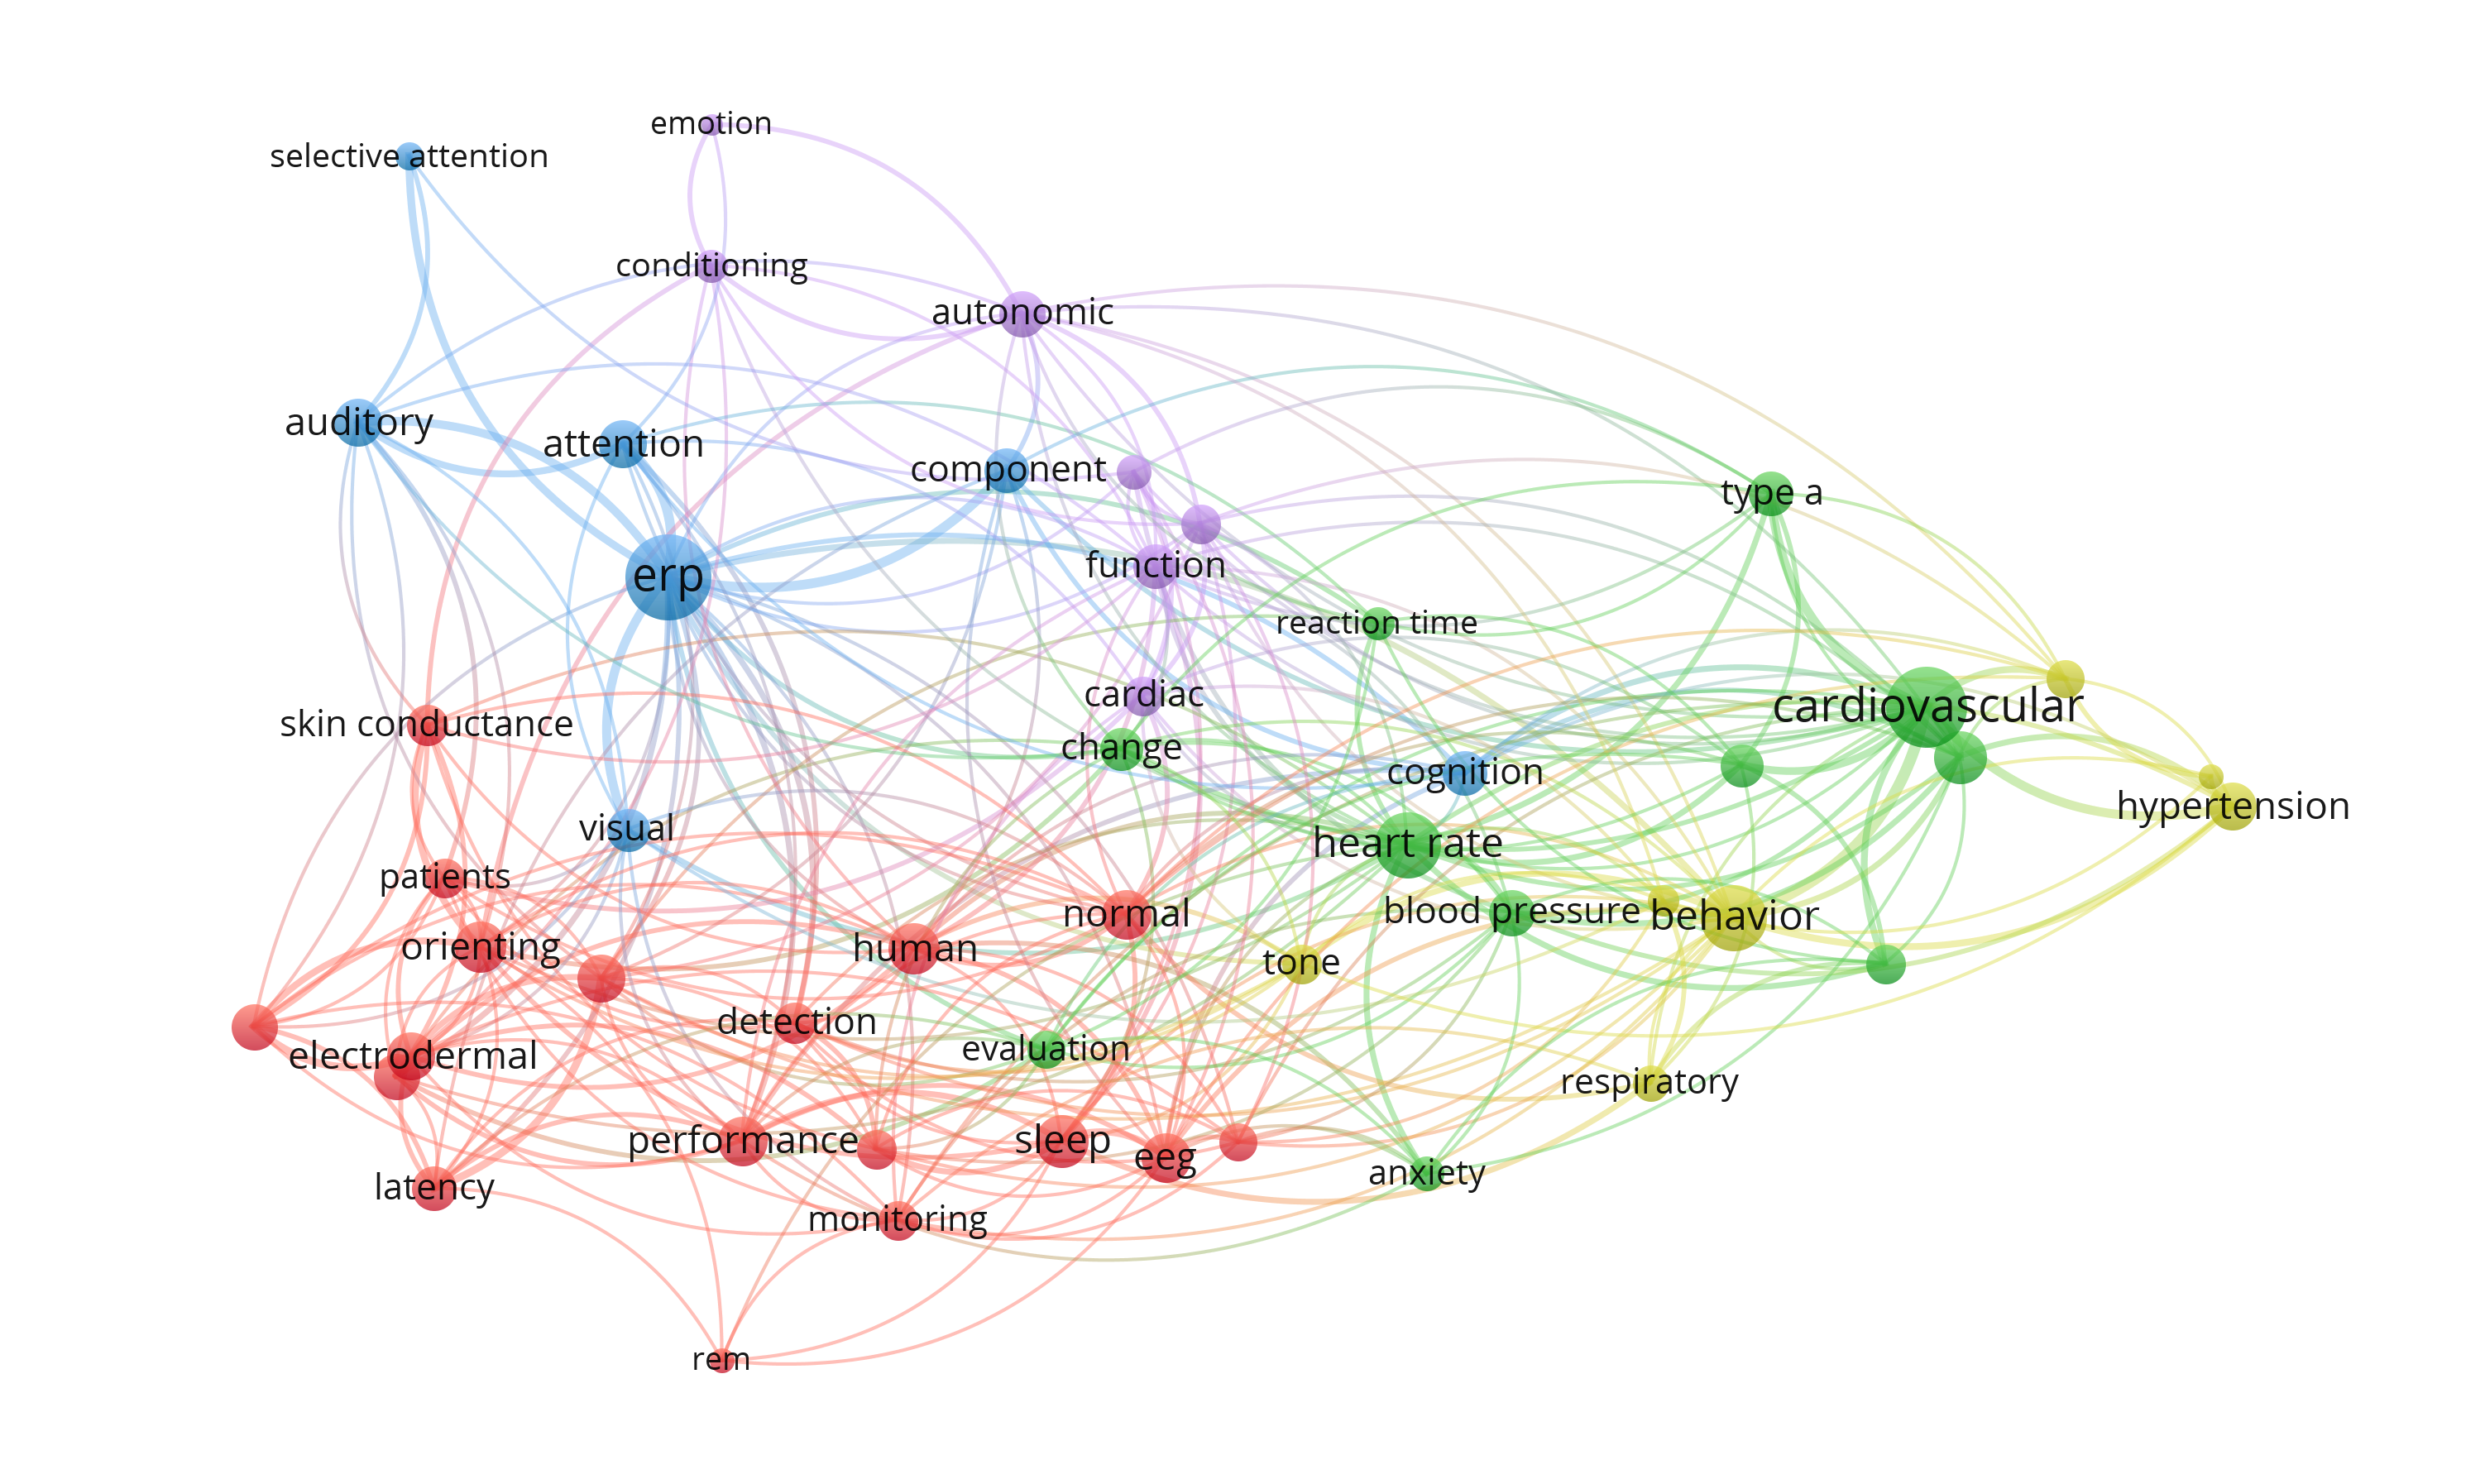 emotion
selective attention
conditioning
autonomic
auditory
attention
component
type a
erp
function
reaction time
cardiac
cardiovascular
skin conductance
change
cognition
hypertension
visual
heart rate
patients
normal
blood pressure
behavior
orienting
human
tone
detection
evaluation
electrodermal
respiratory
performance
sleep
eeg
anxiety
latency
monitoring
rem